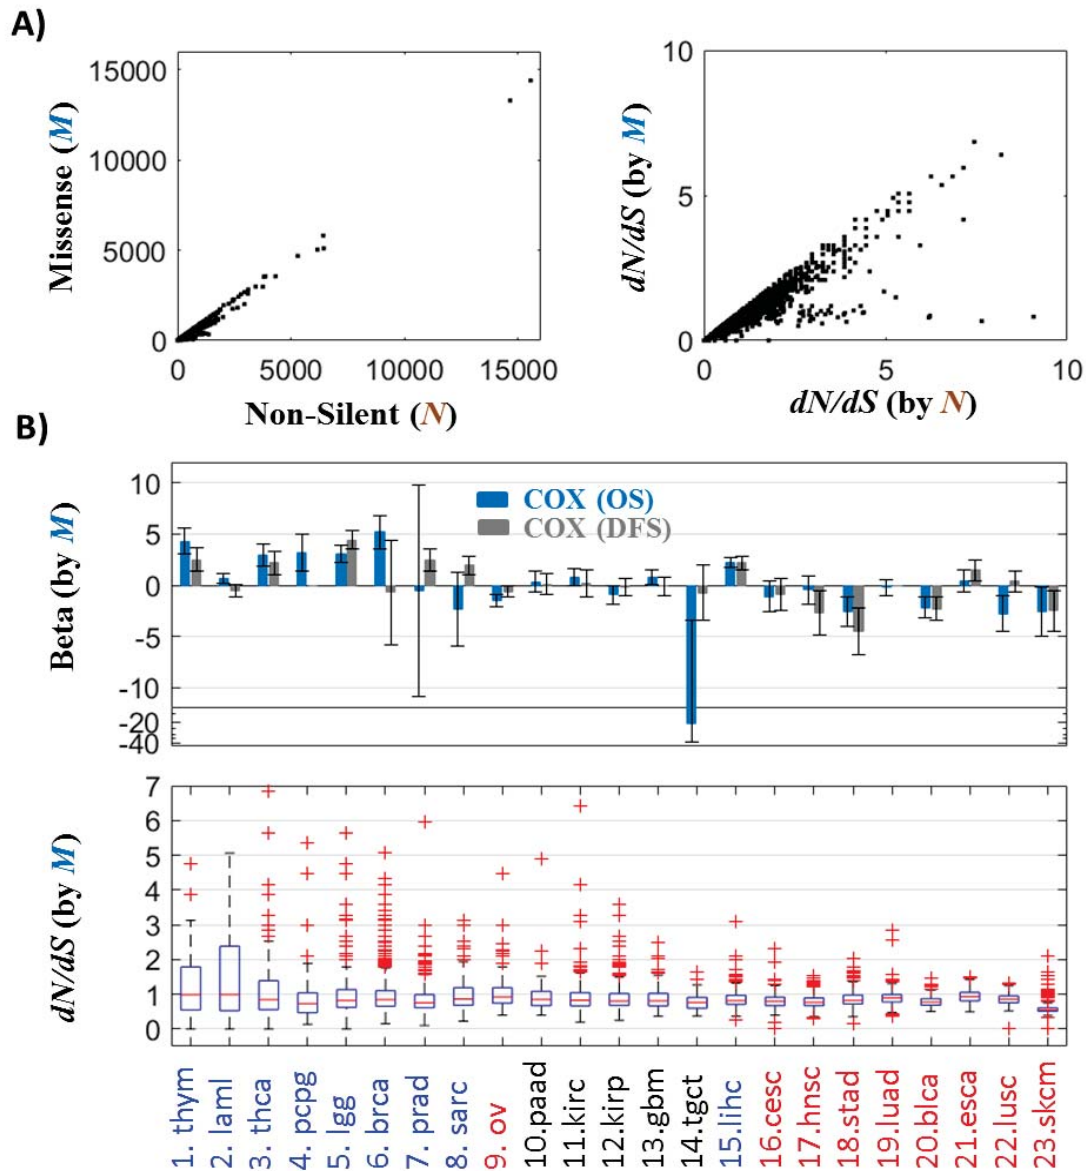 A)
15000
10000
5000
0
0 5000 10000 15000
Missense (M)
Non-Silent (N)
10
5
0
0 5 10
dN/dS (by M)
dN/dS (by N)
B)
10
5
0
-5
-10
-20
-40
Beta (by M)
COX (OS)
COX (DFS)
7
6
5
4
3
2
1
0
dN/dS (by M)
1. thym
2. laml
3. thca
4. pcpg
5. lgg
6. brca
7. prad
8. sarc
9. ov
10.paad
11.kirc
12.kirp
13.gbm
14.tgct
15.lihc
16.cesc
17.hnsc
18.stad
19.luad
20.blca
21.esca
22.lusc
23.skcm